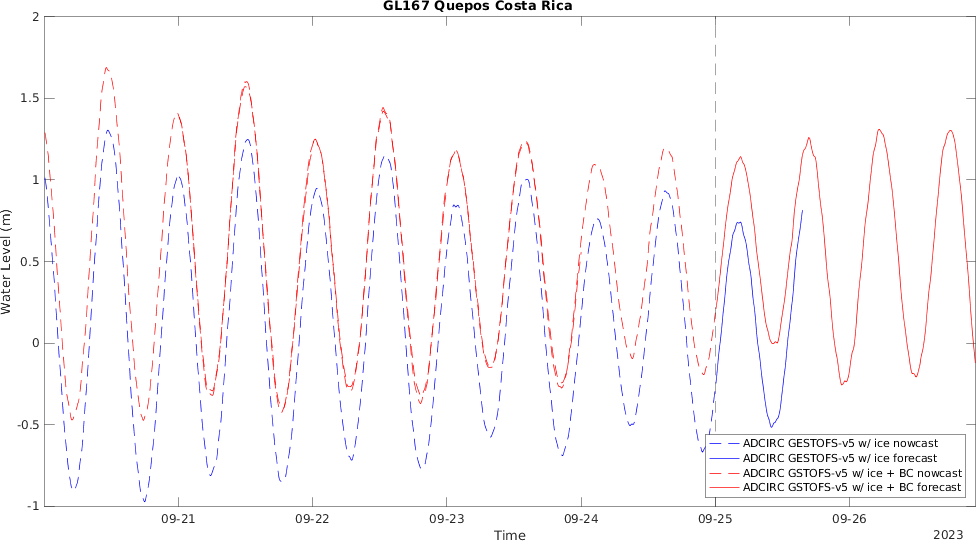 GL167 Quepos Costa Rica
2
1.5
1
0.5
0
-0.5
-1
Water Level (m)
ADCIRC GESTOFS-v5 w/ ice nowcast
ADCIRC GESTOFS-v5 w/ ice forecast
ADCIRC GSTOFS-v5 w/ ice + BC nowcast
ADCIRC GSTOFS-v5 w/ ice + BC forecast
09-21 09-22 09-23 09-24 09-25 09-26
Time
2023